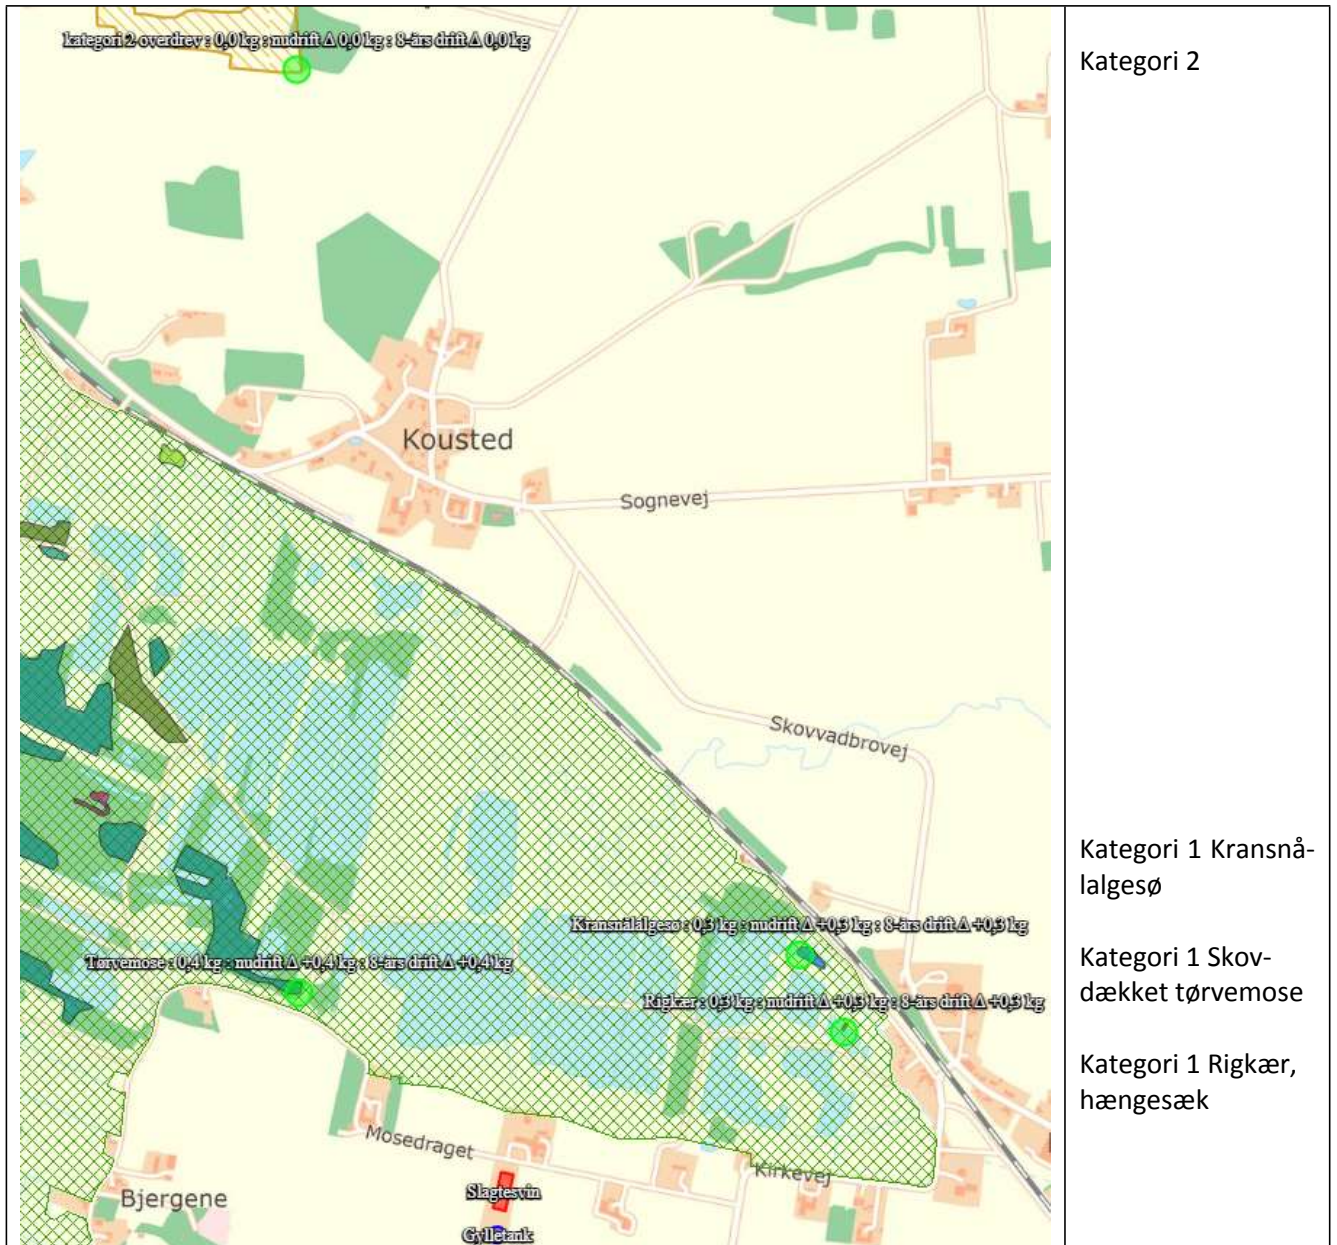 kategori 2-overdrev : 0,0 kg : nudrift Δ 0,0 kg : 8-års drift Δ 0,0 kg
Kategori 2
Kousted
Sognevej
Skovvadbrovej
Kategori 1 Kransnå-
lalgesø
Kransnålalgesø : 0,3 kg : nudrift Δ +0,3 kg : 8-års drift Δ +0,3 kg
Tørvemose : 0,4 kg : nudrift Δ +0,4 kg : 8-års drift Δ +0,4 kg
Kategori 1 Skov-
dækket tørvemose
Rigkær : 0,3 kg : nudrift Δ +0,3 kg : 8-års drift Δ +0,3 kg
Kategori 1 Rigkær,
hængesæk
Mosedraget
Kirkevej
Slagtesvin
Bjergene
Gylletank